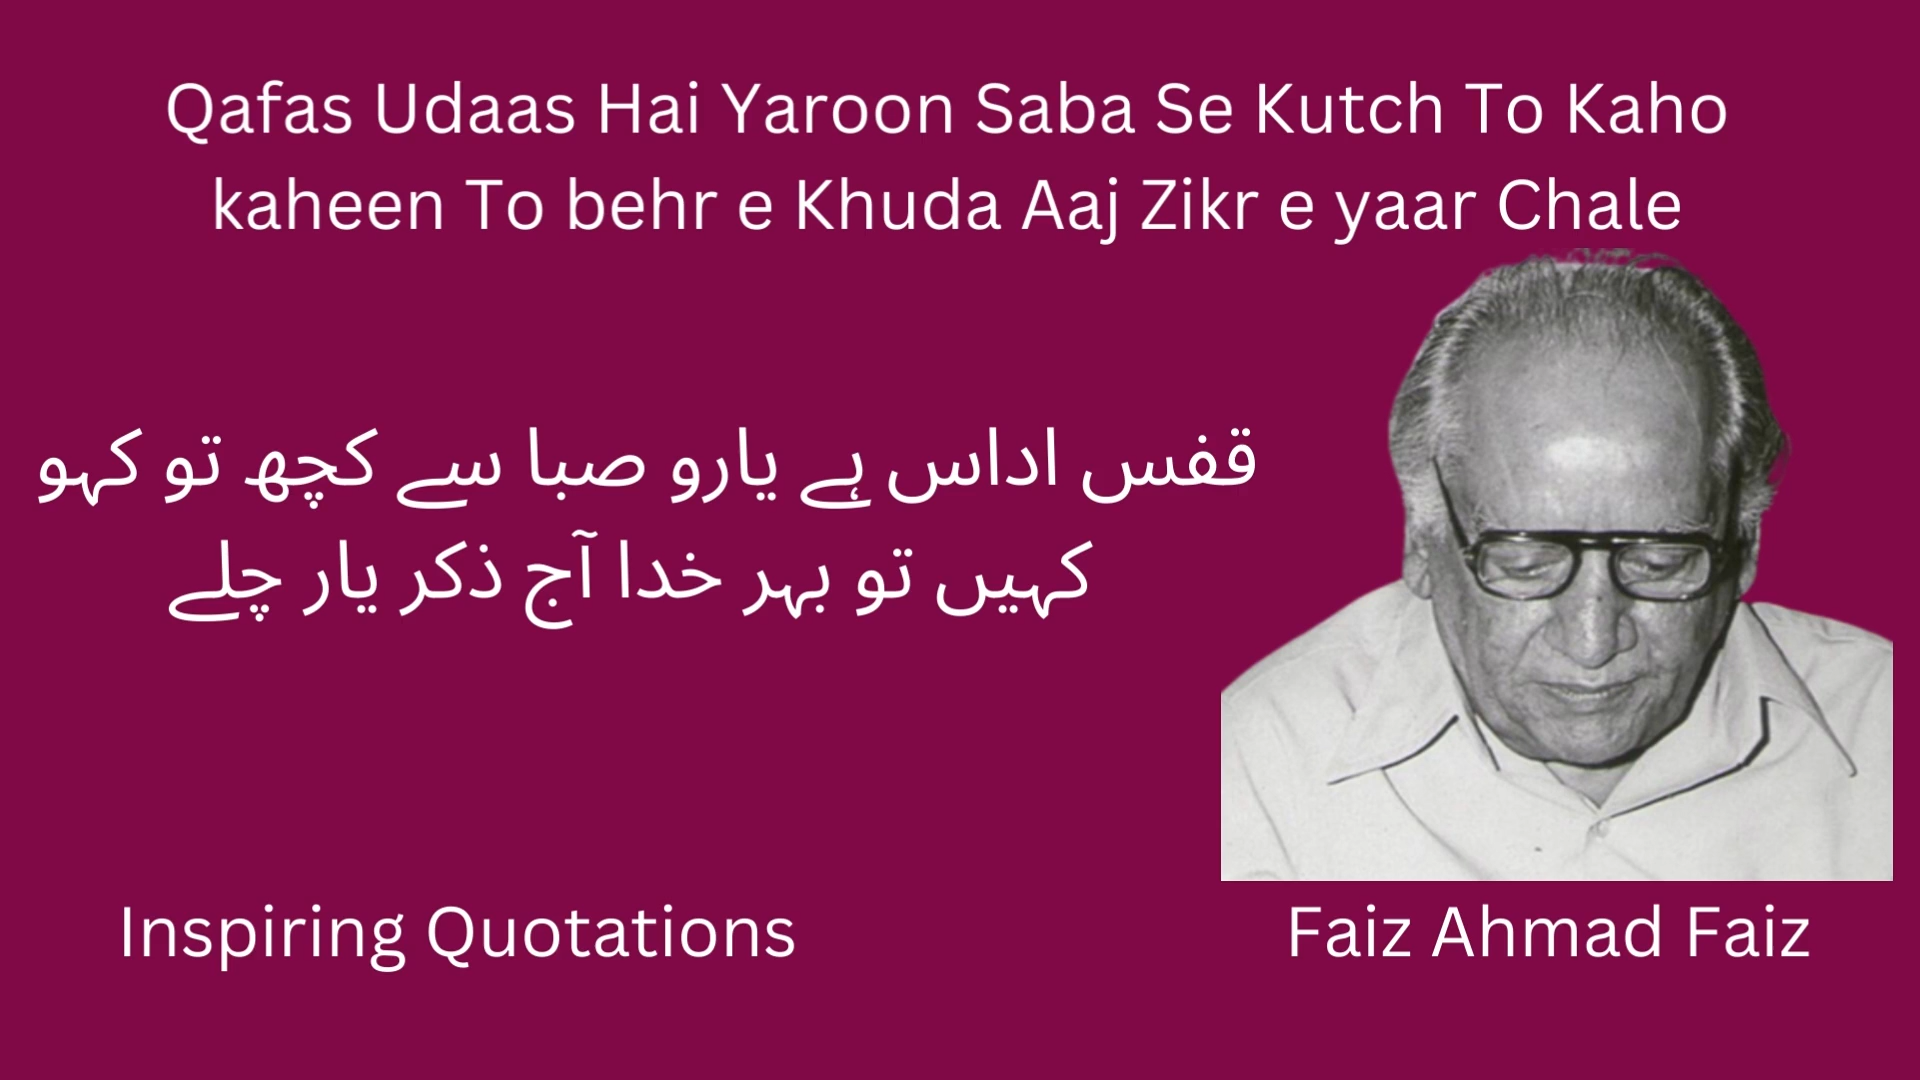 Qafas Udaas Hai Yaroon Saba Se Kutch To Kaho
kaheen To behr e Khuda Aaj Zikr e yaar Chale
قفس اداس ہے یارو صبا سے کچھ تو کہو
کہیں تو بہر خدا آج ذکر یار چلے
Inspiring Quotations
Faiz Ahmad Faiz